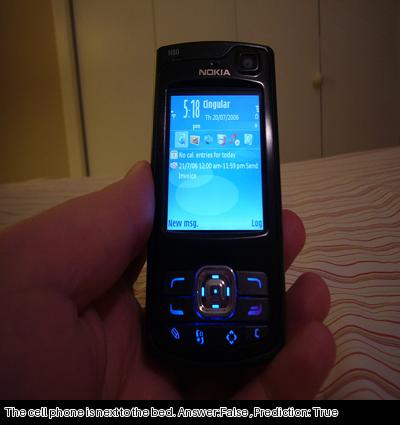 N80
NOKIA
5:18 pm
Cingular
Th 20/07/2006
No cal. entries for today
21/7/06 12:00 am-11:59 pm Send Invoice
New msg.
Log
The cell phone is next to the bed. Answer:False , Prediction: True